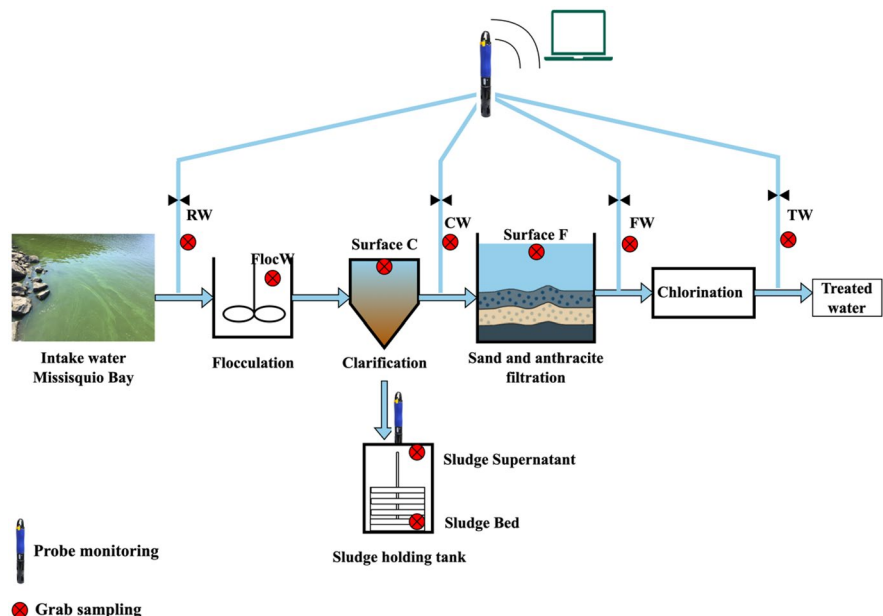 RW
CW
FW
TW
FlocW
Surface C
Surface F
Chlorination
Treated
water
Intake water
Missisquio Bay
Flocculation
Clarification
Sand and anthracite
filtration
Sludge Supernatant
Sludge Bed
Sludge holding tank
Probe monitoring
Grab sampling